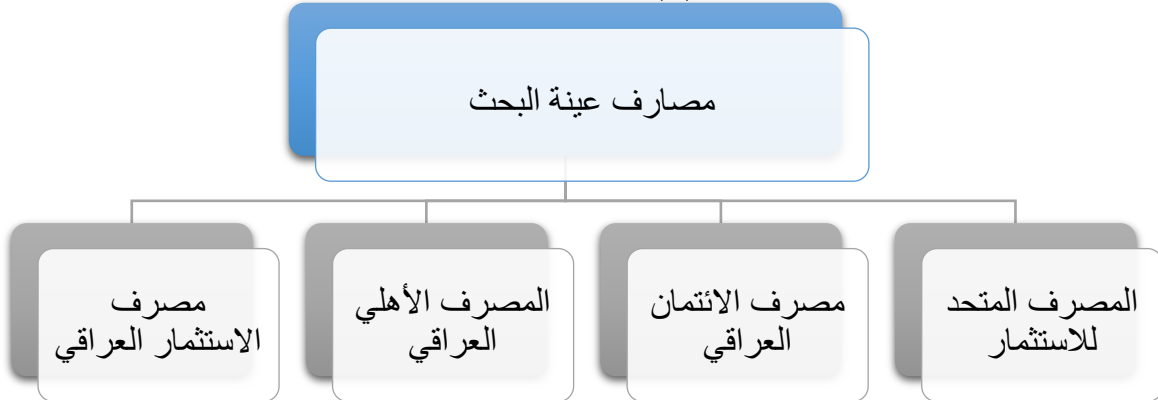 مصارف عينة البحث
المصرف المتحد
للاستثمار
مصرف الائتمان
العراقي
المصرف الأهلي
العراقي
مصرف
الاستثمار العراقي